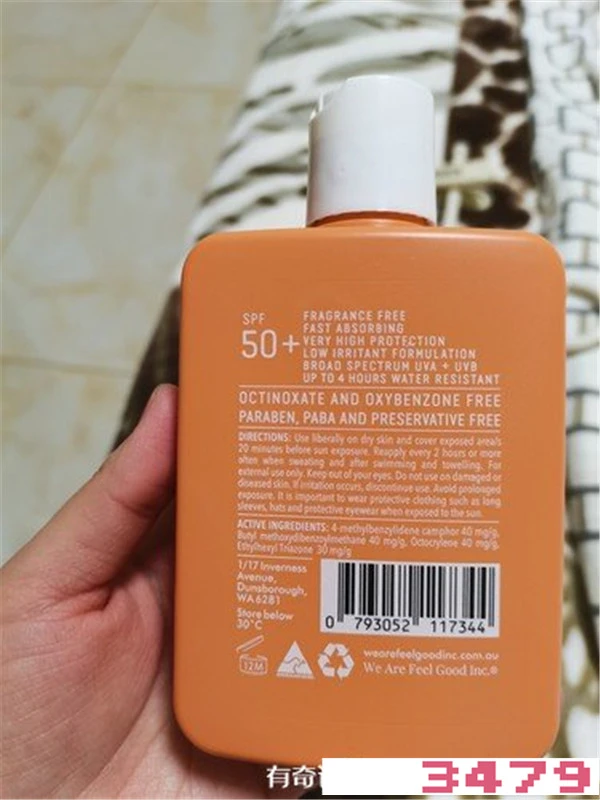 SPF
50+
FRAGRANCE FREE
FAST ABSORBING
VERY HIGH PROTECTION
LOW IRRITANT FORMULATION
BROAD SPECTRUM UVA + UVB
UP TO 4 HOURS WATER RESISTANT
OCTINOXATE AND OXYBENZONE FREE
PARABEN, PABA AND PRESERVATIVE FREE
DIRECTIONS: Use liberally on dry skin and cover exposed areas
20 minutes before sun exposure. Reapply every 2 hours or more
often when sweating and after swimming and towelling. For
external use only. Keep out of your eyes. Do not use on damaged or
diseased skin. If irritation occurs, discontinue use. Avoid prolonged
exposure. It is important to wear protective clothing such as long
sleeves, hats and protective eyewear when exposed to the sun.
ACTIVE INGREDIENTS: 4-methylbenzylidene camphor 40 mg/g,
Butyl methoxydibenzoylmethane 40 mg/g, Octocrylene 40 mg/g,
Ethylhexyl Triazone 30 mg/g
1/17 Inverness
Avenue,
Dunsborough,
WA 6281
Store below
30°C
0 793052 117344
12M
wearefeelgoodinc.com.au
We Are Feel Good Inc.®
有奇
3479